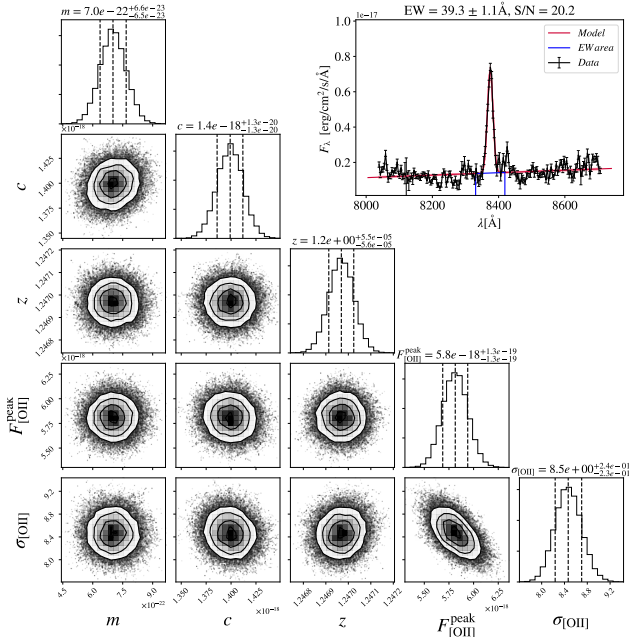 m = 7.0e − 22 +6.6e−23 −6.5e−23
EW = 39.3 ± 1.1Å, S/N = 20.2
1e−17
Model
EW area
Data
F_λ [erg/cm²/s/Å]
1.0
0.8
0.6
0.4
0.2
8000 8200 8400 8600
λ[Å]
×10⁻¹⁸
c = 1.4e − 18 +1.3e−20 −1.3e−20
c
1.425
1.400
1.375
1.350
z = 1.2e + 00 +5.5e−05 −5.6e−05
z
1.2472
1.2471
1.2470
1.2469
1.2468
×10⁻¹⁸
F^peak_[OII] = 5.8e − 18 +1.3e−19 −1.3e−19
F^peak_[OII]
6.25
6.00
5.75
5.50
σ_[OII] = 8.5e + 00 +2.4e−01 −2.3e−01
σ_[OII]
9.2
8.8
8.4
8.0
4.5 6.0 7.5 9.0 1.350 1.375 1.400 1.425 1.2468 1.2469 1.2470 1.2471 1.2472 5.50 5.75 6.00 6.25 8.0 8.4 8.8 9.2
×10⁻²² ×10⁻¹⁸ ×10⁻¹⁸
m c z F^peak_[OII] σ_[OII]